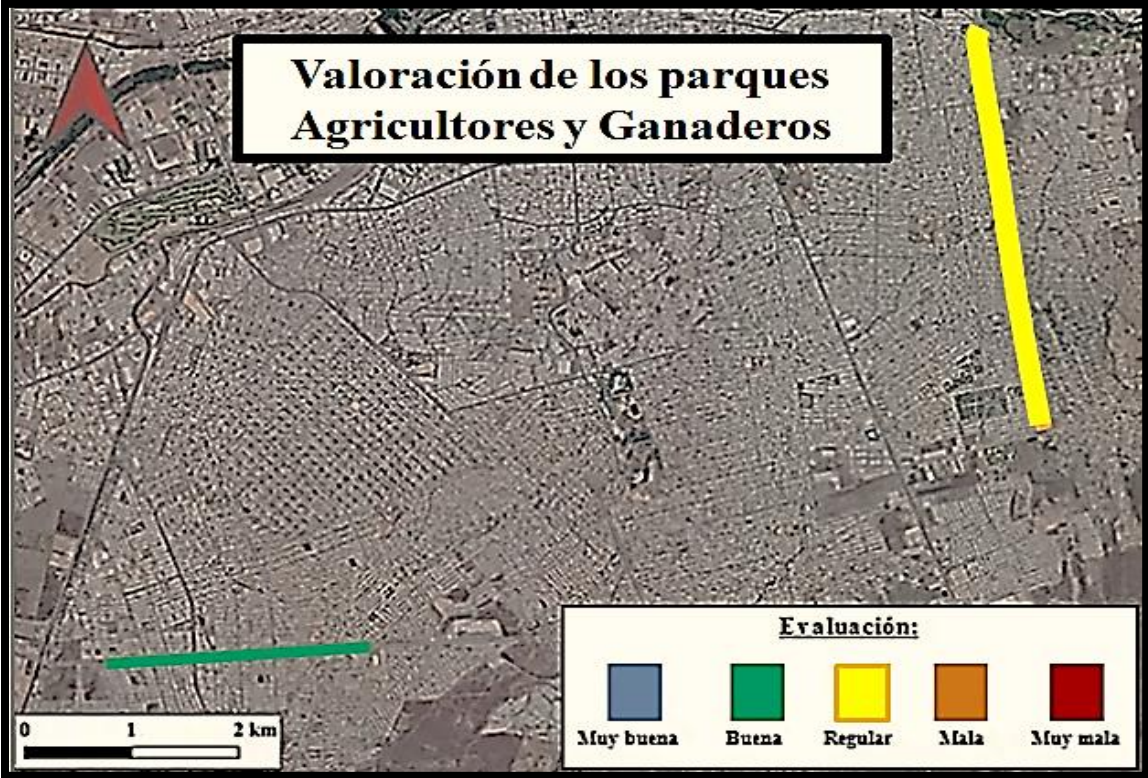 Valoración de los parques
Agricultores y Ganaderos
Evaluación:
Muy buena Buena Regular Mala Muy mala
0 1 2 km